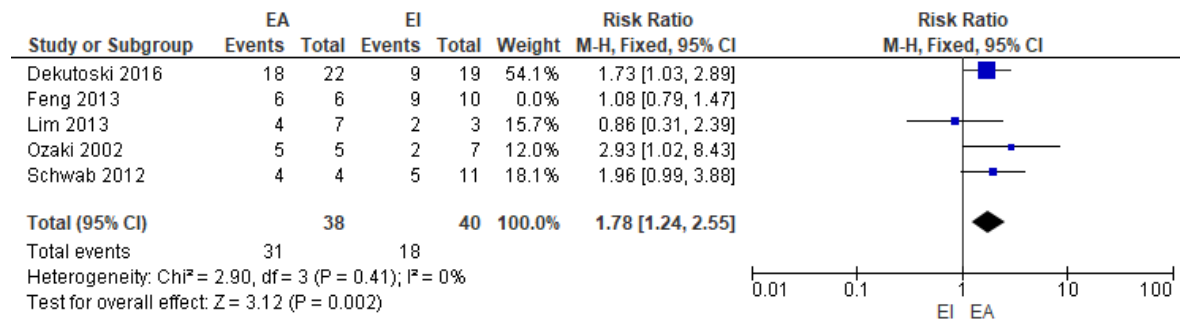 EA EI Risk Ratio Risk Ratio
Study or Subgroup Events Total Events Total Weight M-H, Fixed, 95% CI M-H, Fixed, 95% CI
Dekutoski 2016 18 22 9 19 54.1% 1.73 [1.03, 2.89]
Feng 2013 6 6 9 10 0.0% 1.08 [0.79, 1.47]
Lim 2013 4 7 2 3 15.7% 0.86 [0.31, 2.39]
Ozaki 2002 5 5 2 7 12.0% 2.93 [1.02, 8.43]
Schwab 2012 4 4 5 11 18.1% 1.96 [0.99, 3.88]
Total (95% CI) 38 40 100.0% 1.78 [1.24, 2.55]
Total events 31 18
Heterogeneity: Chi² = 2.90, df = 3 (P = 0.41); I² = 0%
Test for overall effect: Z = 3.12 (P = 0.002)
0.01 0.1 1 10 100
EI EA